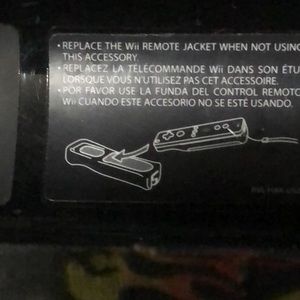 • REPLACE THE Wii REMOTE JACKET WHEN NOT USING
THIS ACCESSORY.
• REPLACEZ LA TÉLÉCOMMANDE Wii DANS SON ÉTU
LORSQUE VOUS N'UTILISEZ PAS CET ACCESSOIRE.
• POR FAVOR USE LA FUNDA DEL CONTROL REMOTO
Wii CUANDO ESTE ACCESORIO NO SE ESTÉ USANDO.